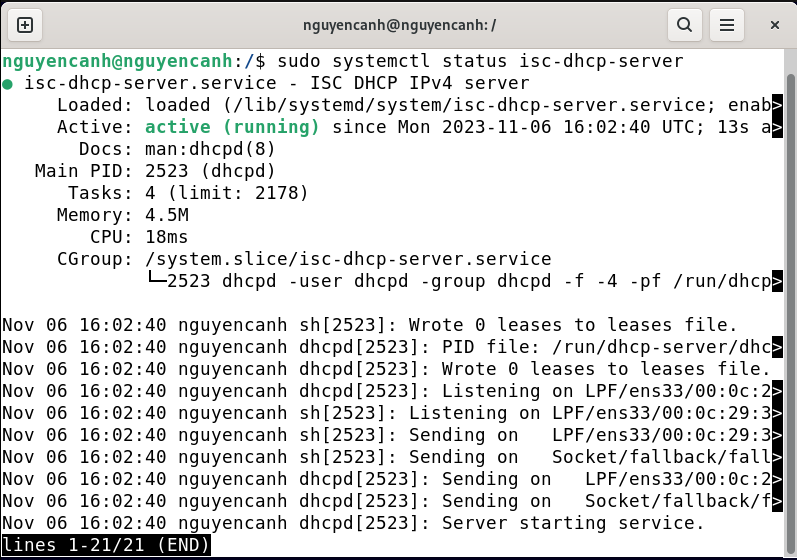 nguyencanh@nguyencanh: /
nguyencanh@nguyencanh:/$ sudo systemctl status isc-dhcp-server
● isc-dhcp-server.service - ISC DHCP IPv4 server
     Loaded: loaded (/lib/systemd/system/isc-dhcp-server.service; enab>
     Active: active (running) since Mon 2023-11-06 16:02:40 UTC; 13s a>
       Docs: man:dhcpd(8)
   Main PID: 2523 (dhcpd)
      Tasks: 4 (limit: 2178)
     Memory: 4.5M
        CPU: 18ms
     CGroup: /system.slice/isc-dhcp-server.service
             └─2523 dhcpd -user dhcpd -group dhcpd -f -4 -pf /run/dhcp>
Nov 06 16:02:40 nguyencanh sh[2523]: Wrote 0 leases to leases file.
Nov 06 16:02:40 nguyencanh dhcpd[2523]: PID file: /run/dhcp-server/dhc>
Nov 06 16:02:40 nguyencanh dhcpd[2523]: Wrote 0 leases to leases file.
Nov 06 16:02:40 nguyencanh dhcpd[2523]: Listening on LPF/ens33/00:0c:2>
Nov 06 16:02:40 nguyencanh sh[2523]: Listening on LPF/ens33/00:0c:29:3>
Nov 06 16:02:40 nguyencanh sh[2523]: Sending on   LPF/ens33/00:0c:29:3>
Nov 06 16:02:40 nguyencanh sh[2523]: Sending on   Socket/fallback/fall>
Nov 06 16:02:40 nguyencanh dhcpd[2523]: Sending on   LPF/ens33/00:0c:2>
Nov 06 16:02:40 nguyencanh dhcpd[2523]: Sending on   Socket/fallback/f>
Nov 06 16:02:40 nguyencanh dhcpd[2523]: Server starting service.
lines 1-21/21 (END)